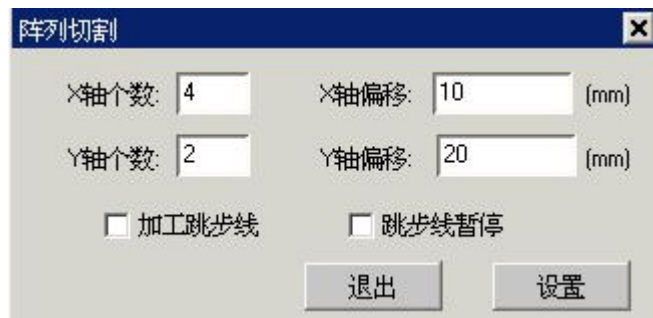 阵列切割
X轴个数: 4 X轴偏移: 10 (mm)
Y轴个数: 2 Y轴偏移: 20 (mm)
加工跳步线 跳步线暂停
退出 设置